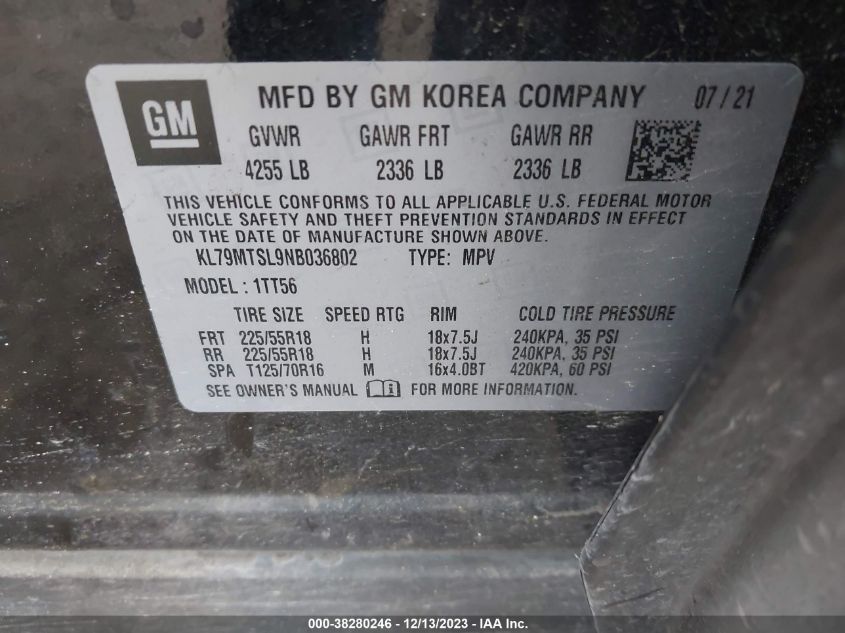 GM MFD BY GM KOREA COMPANY 07/21
GVWR GAWR FRT GAWR RR
4255 LB 2336 LB 2336 LB
THIS VEHICLE CONFORMS TO ALL APPLICABLE U.S. FEDERAL MOTOR
VEHICLE SAFETY AND THEFT PREVENTION STANDARDS IN EFFECT
ON THE DATE OF MANUFACTURE SHOWN ABOVE.
KL79MTSL9NB036802 TYPE: MPV
MODEL: 1TT56
TIRE SIZE SPEED RTG RIM COLD TIRE PRESSURE
FRT 225/55R18 H 18x7.5J 240KPA, 35 PSI
RR 225/55R18 H 18x7.5J 240KPA, 35 PSI
SPA T125/70R16 M 16x4.0BT 420KPA, 60 PSI
SEE OWNER'S MANUAL FOR MORE INFORMATION.
000-38280246 - 12/13/2023 - IAA Inc.